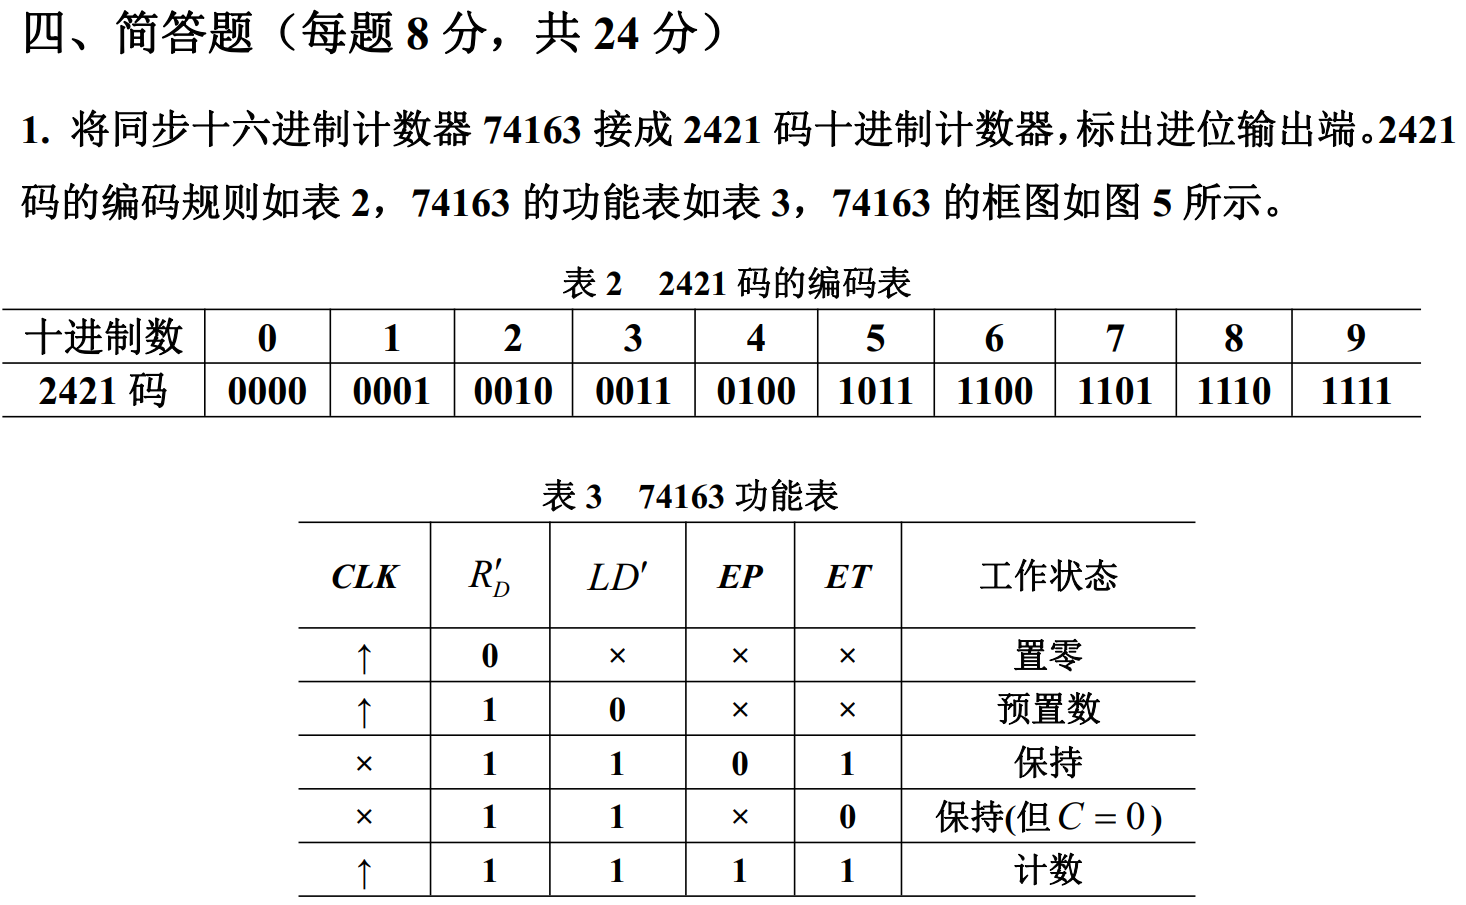 四、简答题（每题 8 分，共 24 分）
1. 将同步十六进制计数器 74163 接成 2421 码十进制计数器，标出进位输出端。2421
码的编码规则如表 2，74163 的功能表如表 3，74163 的框图如图 5 所示。
表 2 2421 码的编码表
十进制数 0 1 2 3 4 5 6 7 8 9
2421 码 0000 0001 0010 0011 0100 1011 1100 1101 1110 1111
表 3 74163 功能表
CLK R′D LD′ EP ET 工作状态
↑ 0 × × × 置零
↑ 1 0 × × 预置数
× 1 1 0 1 保持
× 1 1 × 0 保持(但 C = 0 )
↑ 1 1 1 1 计数